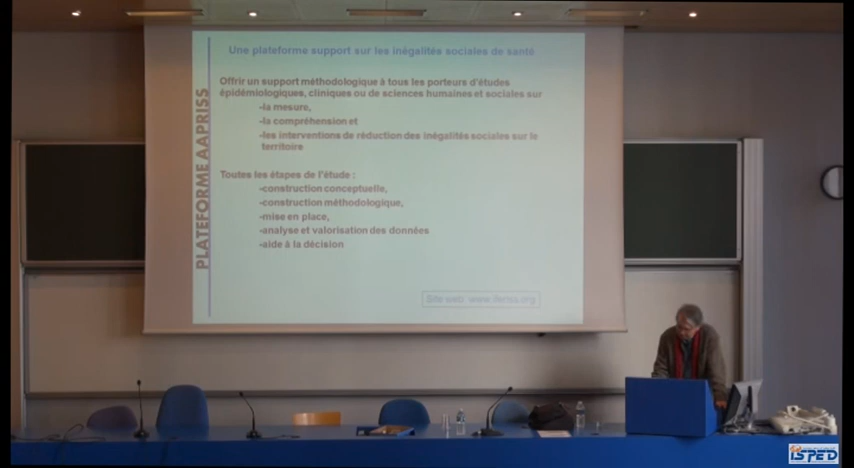 Une plateforme support sur les inégalités sociales de santé
PLATEFORME AAPRISS
Offrir un support méthodologique à tous les porteurs d'études
épidémiologiques, cliniques ou de sciences humaines et sociales sur
-la mesure,
-la compréhension et
-les interventions de réduction des inégalités sociales sur le
territoire
Toutes les étapes de l'étude :
-construction conceptuelle,
-construction méthodologique,
-mise en place,
-analyse et valorisation des données
-aide à la décision
Site web
ISPED